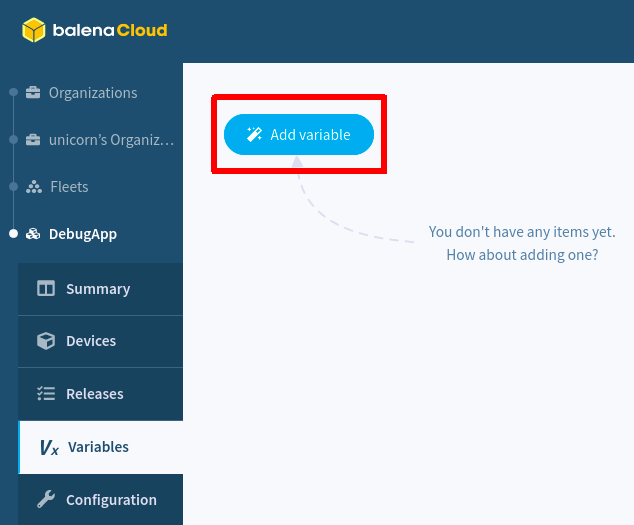 balenaCloud
Organizations
unicorn's Organiz...
Fleets
DebugApp
Summary
Devices
Releases
Vx Variables
Configuration
Add variable
You don't have any items yet.
How about adding one?